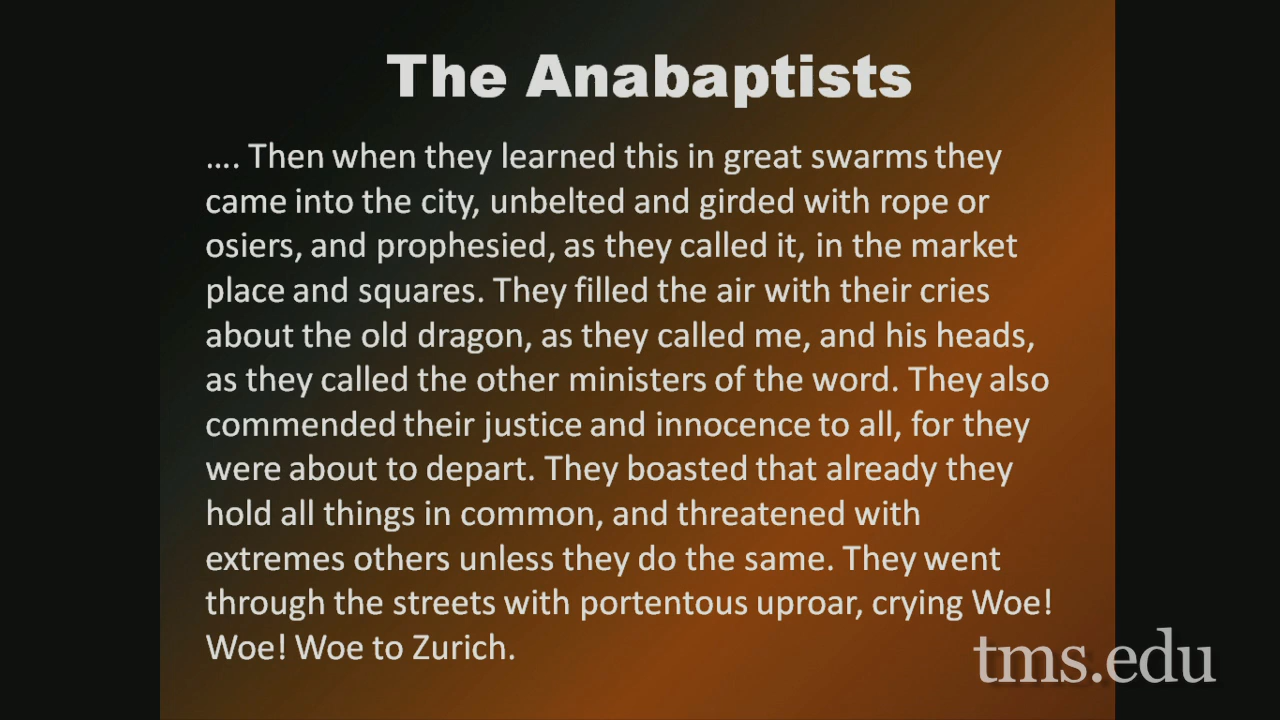 The Anabaptists
…. Then when they learned this in great swarms they
came into the city, unbelted and girded with rope or
osiers, and prophesied, as they called it, in the market
place and squares. They filled the air with their cries
about the old dragon, as they called me, and his heads,
as they called the other ministers of the word. They also
commended their justice and innocence to all, for they
were about to depart. They boasted that already they
hold all things in common, and threatened with
extremes others unless they do the same. They went
through the streets with portentous uproar, crying Woe!
Woe! Woe to Zurich.
tms.edu